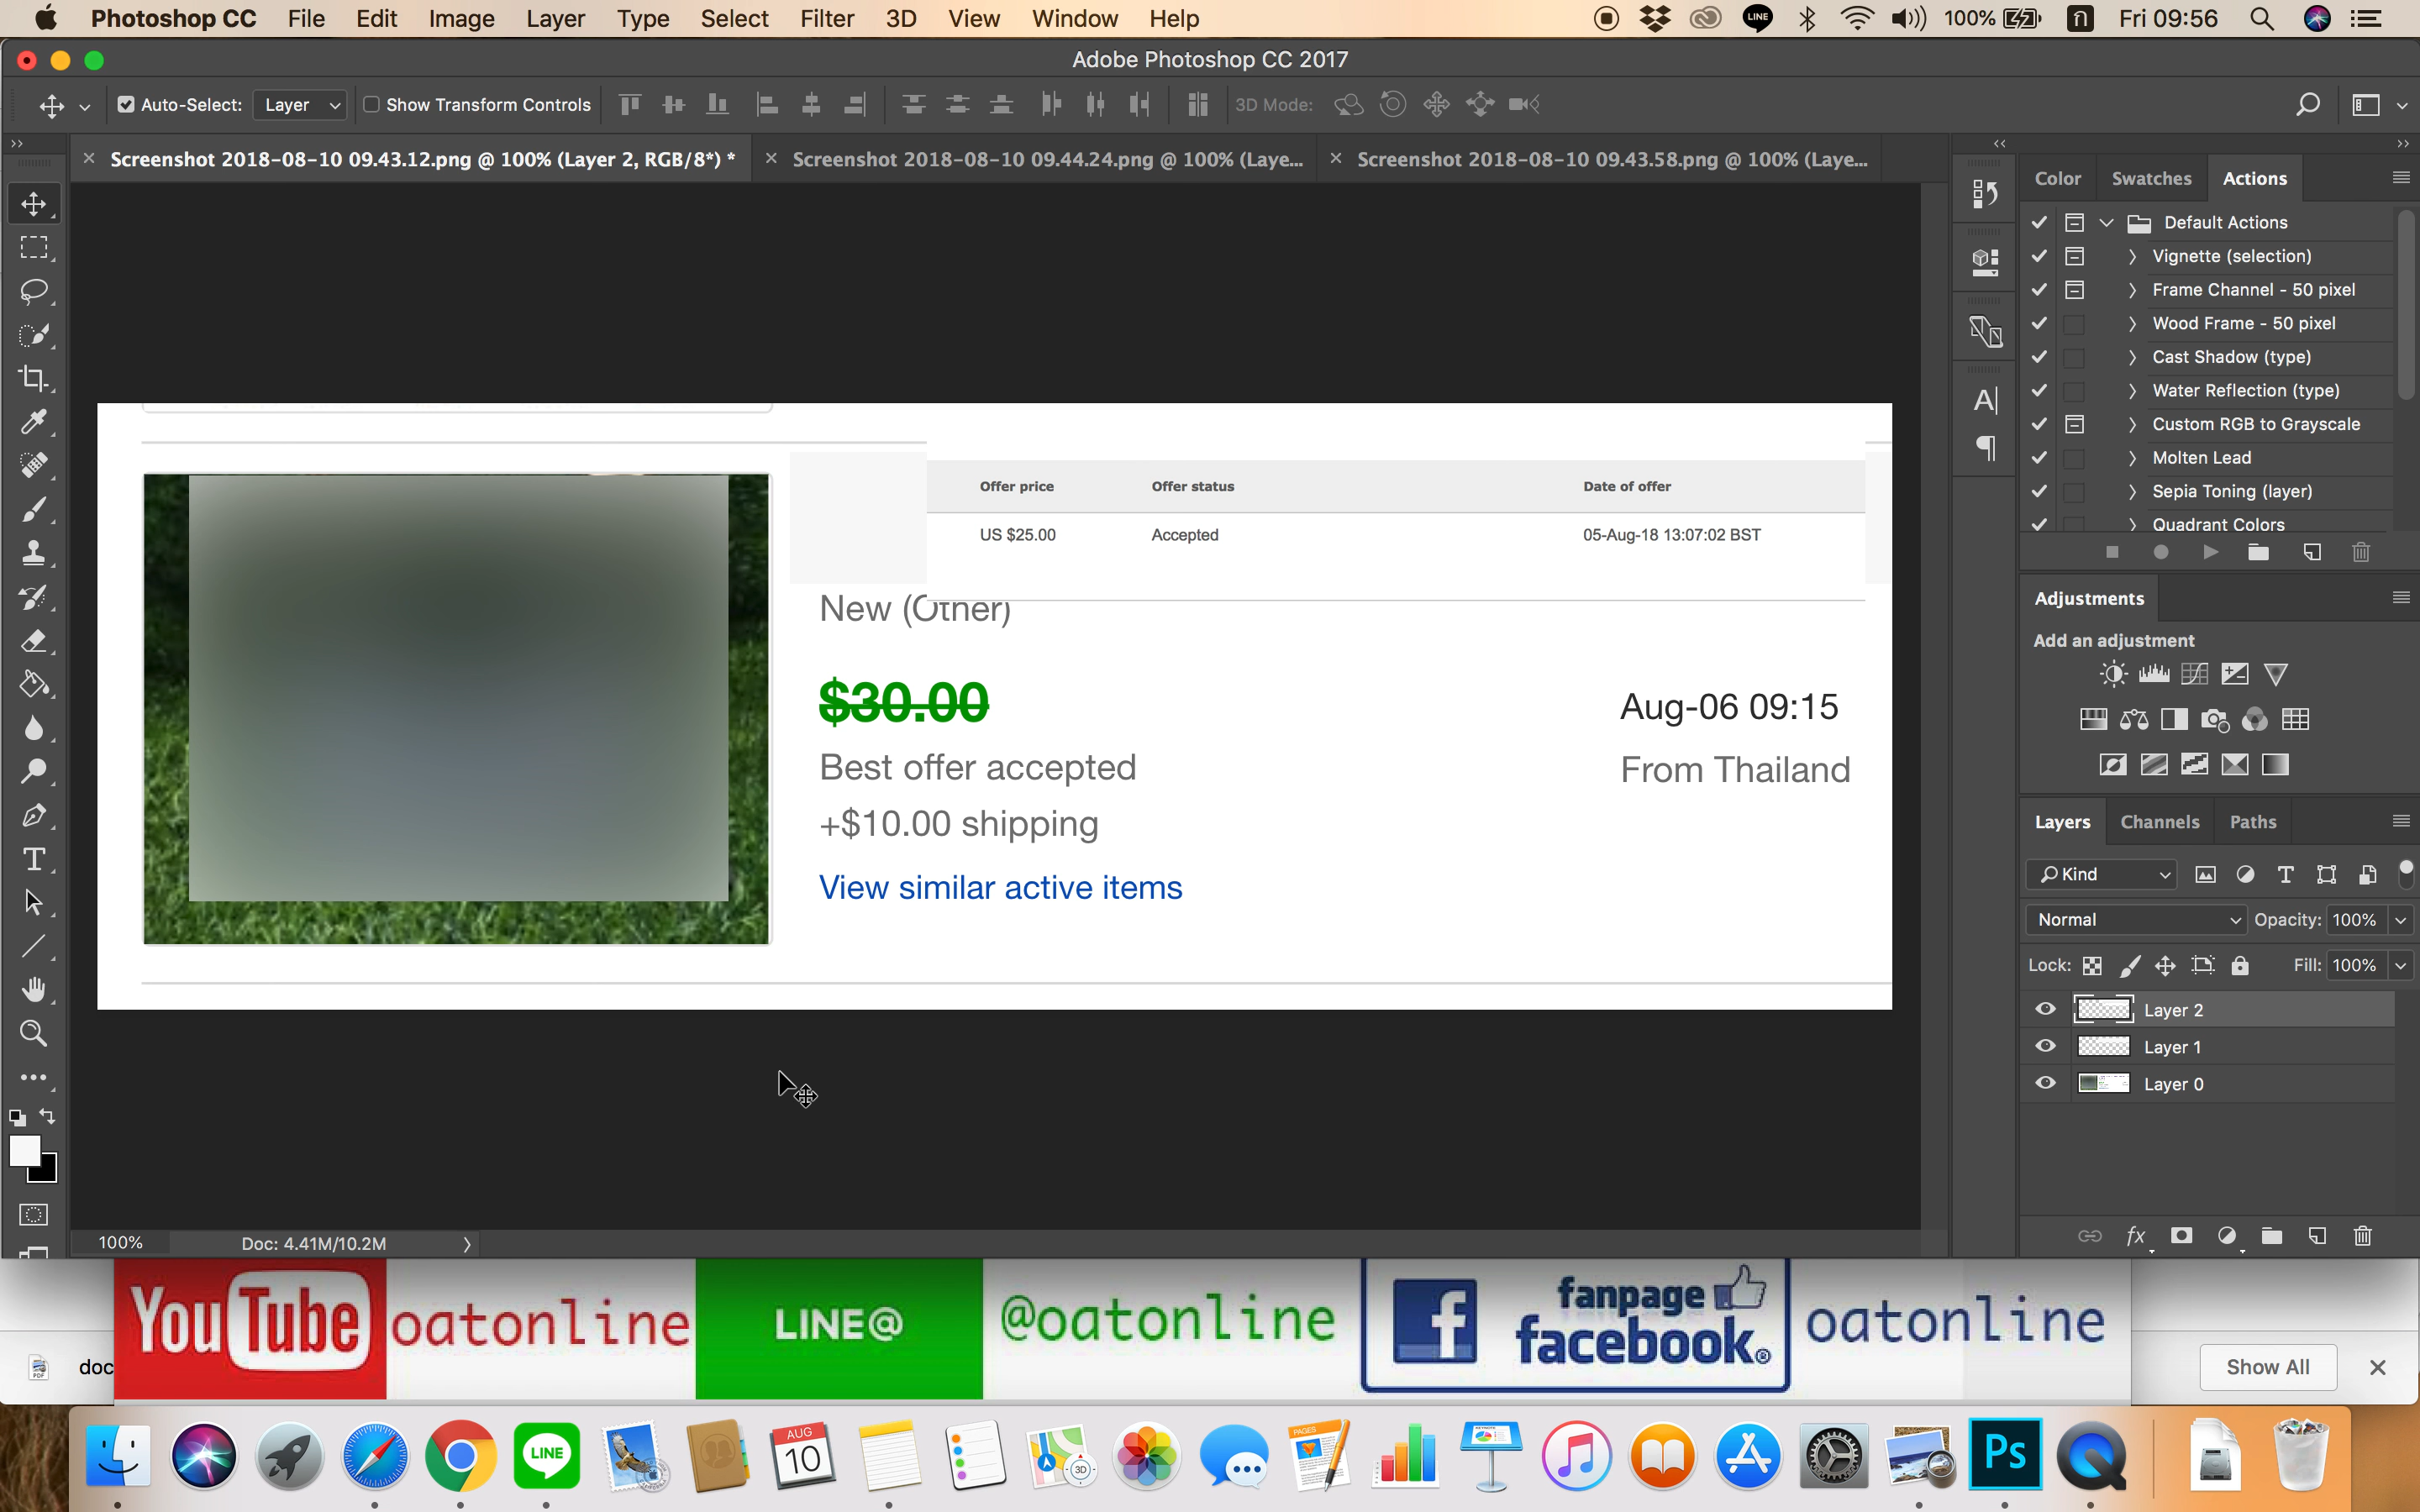 Photoshop CC File Edit Image Layer Type Select Filter 3D View Window Help LINE 100% ก Fri 09:56
Adobe Photoshop CC 2017
Auto-Select: Layer Show Transform Controls 3D Mode:
Screenshot 2018-08-10 09.43.12.png @ 100% (Layer 2, RGB/8*) * Screenshot 2018-08-10 09.44.24.png @ 100% (Laye... Screenshot 2018-08-10 09.43.58.png @ 100% (Laye...
Color Swatches Actions
Default Actions
Vignette (selection)
Frame Channel - 50 pixel
Wood Frame - 50 pixel
Cast Shadow (type)
Water Reflection (type)
Custom RGB to Grayscale
Molten Lead
Sepia Toning (layer)
Quadrant Colors
Offer price Offer status Date of offer
US $25.00 Accepted 05-Aug-18 13:07:02 BST
New (Other)
$30.00 Aug-06 09:15
Best offer accepted From Thailand
+$10.00 shipping
View similar active items
Adjustments
Add an adjustment
Layers Channels Paths
Kind
Normal Opacity: 100%
Lock: Fill: 100%
Layer 2
Layer 1
Layer 0
100% Doc: 4.41M/10.2M
YouTube oatonline LINE@ @oatonline fanpage facebook oatonline
PDF doc Show All
LINE AUG 10 3D PAGES Ps